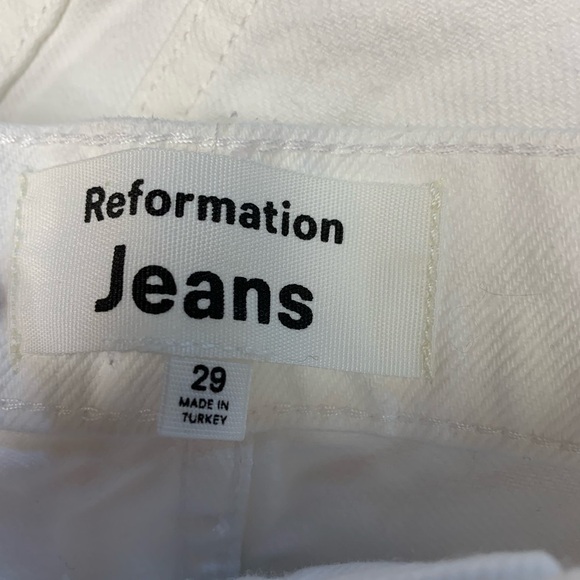 Reformation
Jeans
29
MADE IN
TURKEY